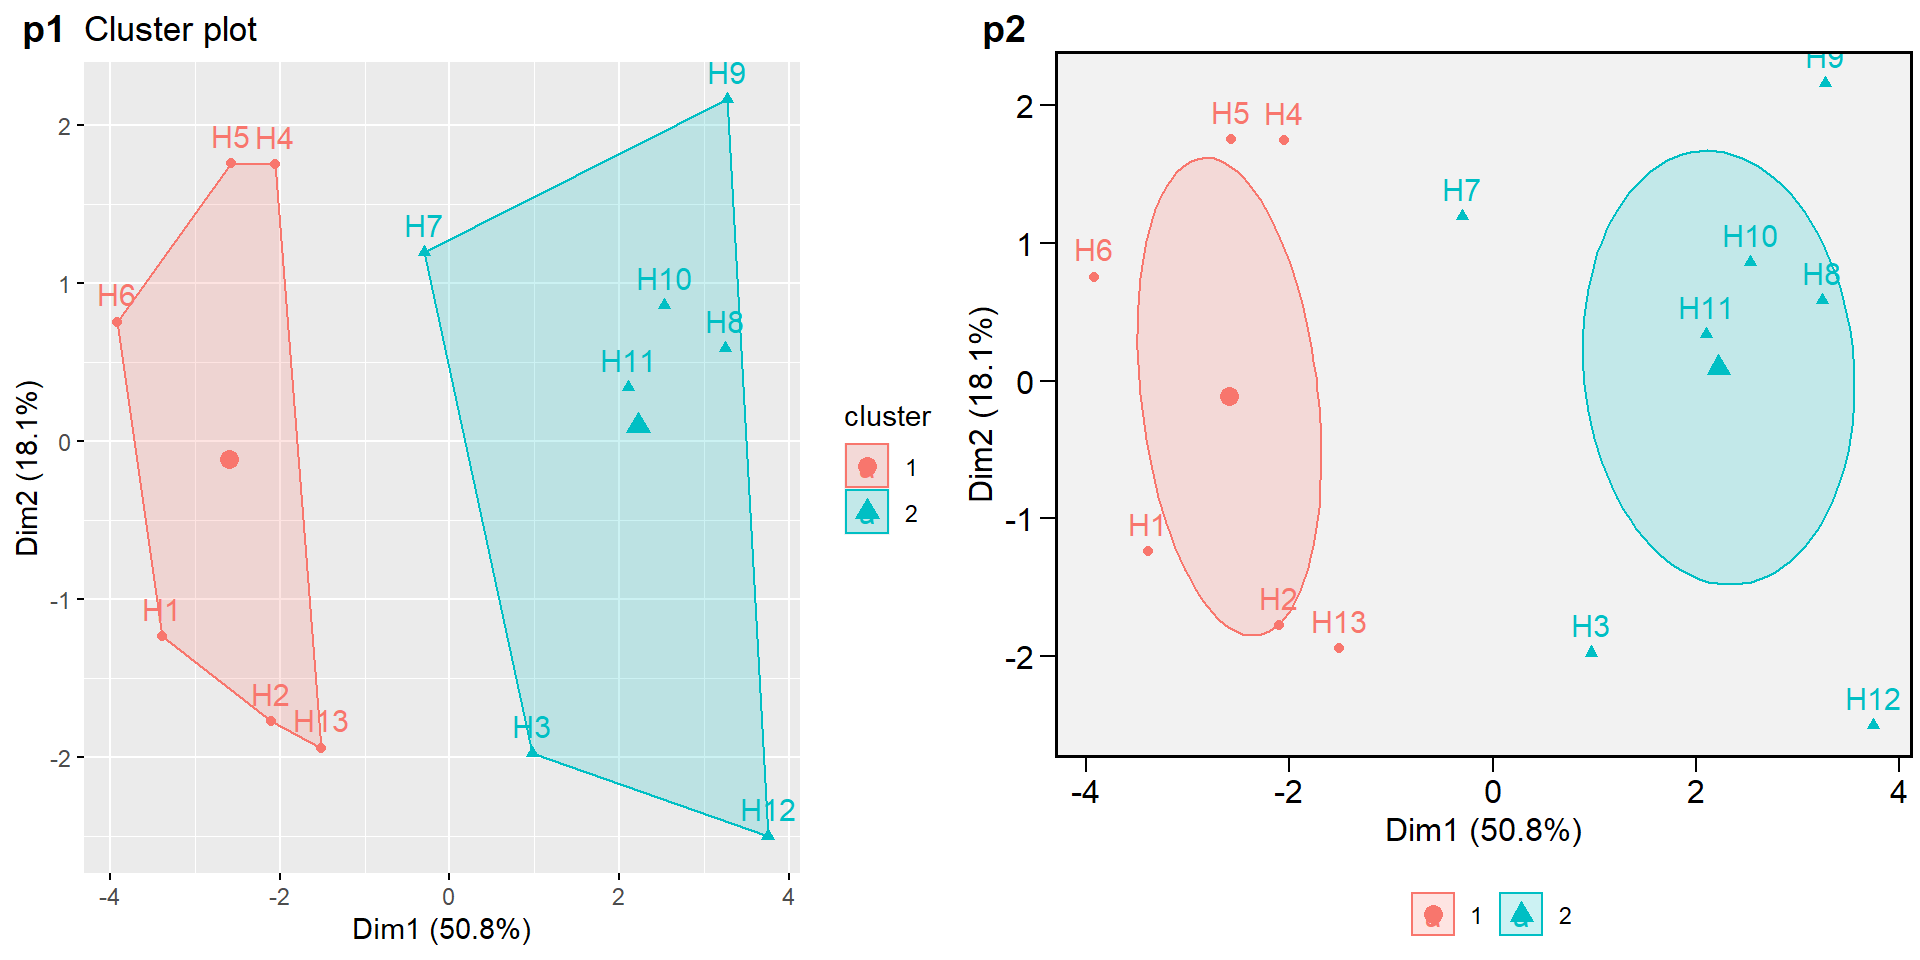 p1 Cluster plot
H9
H5 H4
H7
H10
H6
H8
H11
H1
H2
H13
H3
H12
2
1
0
-1
-2
-4 -2 0 2 4
Dim1 (50.8%)
Dim2 (18.1%)
cluster
1
2
p2
H9
H5 H4
H7
H10
H6
H8
H11
H1
H2
H13
H3
H12
2
1
0
-1
-2
-4 -2 0 2 4
Dim1 (50.8%)
Dim2 (18.1%)
1 2